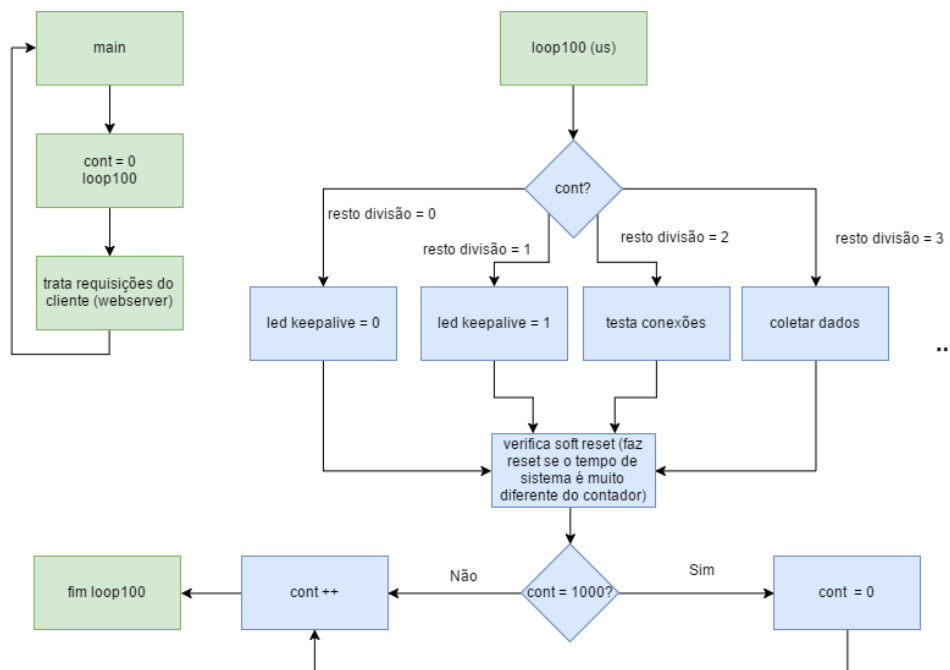 main
loop100 (us)
cont = 0
loop100
cont?
resto divisão = 0
resto divisão = 1
resto divisão = 2
resto divisão = 3
trata requisições do
cliente (webserver)
led keepalive = 0
led keepalive = 1
testa conexões
coletar dados
..
verifica soft reset (faz
reset se o tempo de
sistema é muito
diferente do contador)
fim loop100
cont ++
Não
cont = 1000?
Sim
cont = 0